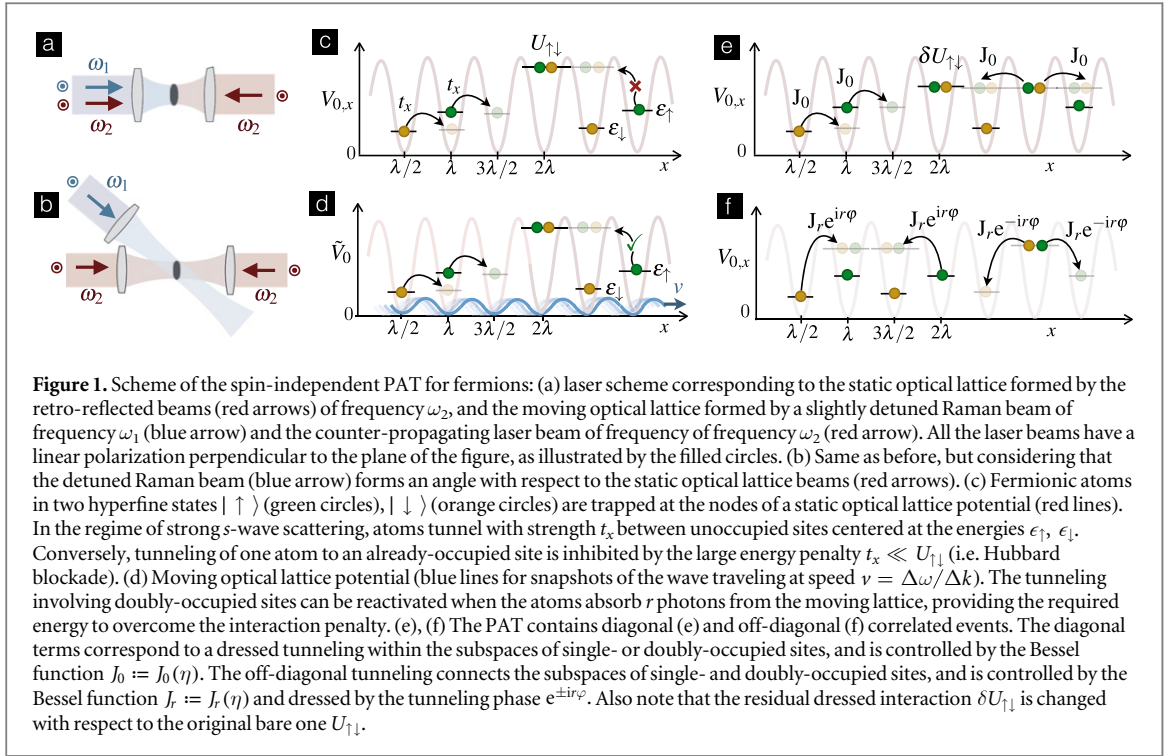 a
ω₁
ω₂
ω₂
b
ω₁
ω₂
ω₂
c
V₀,ₓ
0
tₓ
tₓ
U↑↓
ε↑
ε↓
λ/2
λ
3λ/2
2λ
x
d
Ṽ₀
0
ε↑
ε↓
v
λ/2
λ
3λ/2
2λ
x
e
V₀,ₓ
0
J₀
J₀
δU↑↓
J₀
J₀
λ/2
λ
3λ/2
2λ
x
f
V₀,ₓ
0
Jᵣe^{irφ}
Jᵣe^{irφ}
Jᵣe^{-irφ}
Jᵣe^{-irφ}
λ/2
λ
3λ/2
2λ
x
Figure 1. Scheme of the spin-independent PAT for fermions: (a) laser scheme corresponding to the static optical lattice formed by the
retro-reflected beams (red arrows) of frequency ω₂, and the moving optical lattice formed by a slightly detuned Raman beam of
frequency ω₁ (blue arrow) and the counter-propagating laser beam of frequency of frequency ω₂ (red arrow). All the laser beams have a
linear polarization perpendicular to the plane of the figure, as illustrated by the filled circles. (b) Same as before, but considering that
the detuned Raman beam (blue arrow) forms an angle with respect to the static optical lattice beams (red arrows). (c) Fermionic atoms
in two hyperfine states | ↑ ⟩ (green circles), | ↓ ⟩ (orange circles) are trapped at the nodes of a static optical lattice potential (red lines).
In the regime of strong s-wave scattering, atoms tunnel with strength tₓ between unoccupied sites centered at the energies ϵ↑, ϵ↓.
Conversely, tunneling of one atom to an already-occupied site is inhibited by the large energy penalty tₓ ≪ U↑↓ (i.e. Hubbard
blockade). (d) Moving optical lattice potential (blue lines for snapshots of the wave traveling at speed v = Δω/Δk). The tunneling
involving doubly-occupied sites can be reactivated when the atoms absorb r photons from the moving lattice, providing the required
energy to overcome the interaction penalty. (e), (f) The PAT contains diagonal (e) and off-diagonal (f) correlated events. The diagonal
terms correspond to a dressed tunneling within the subspaces of single- or doubly-occupied sites, and is controlled by the Bessel
function J₀ ≔ J₀(η). The off-diagonal tunneling connects the subspaces of single- and doubly-occupied sites, and is controlled by the
Bessel function Jᵣ ≔ Jᵣ(η) and dressed by the tunneling phase e^{±irφ}. Also note that the residual dressed interaction δU↑↓ is changed
with respect to the original bare one U↑↓.